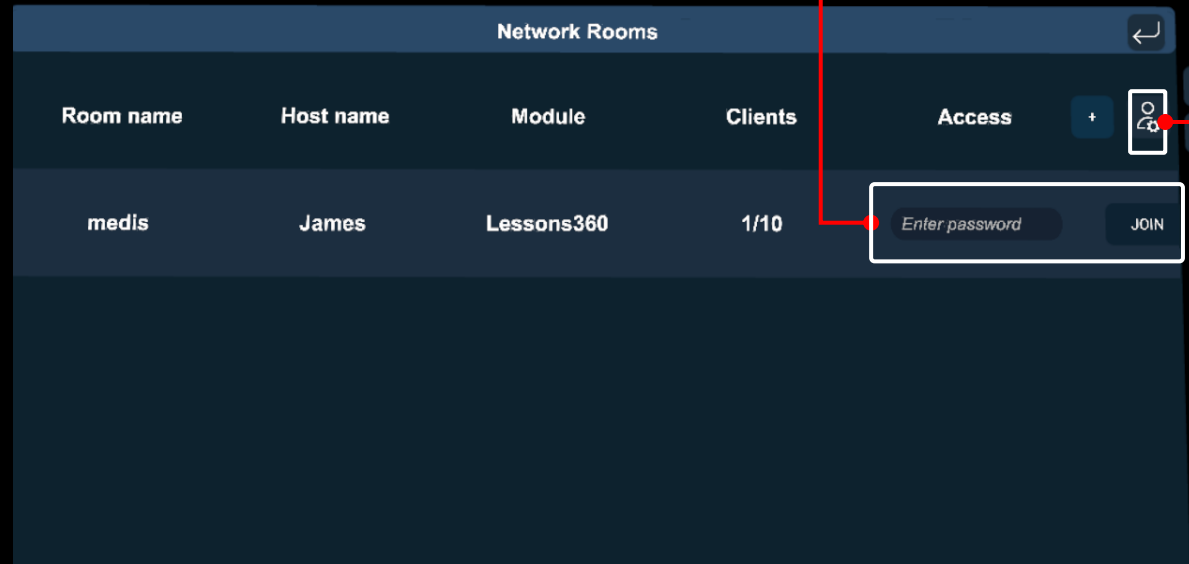 Network Rooms
Room name Host name Module Clients Access +
medis James Lessons360 1/10 Enter password JOIN